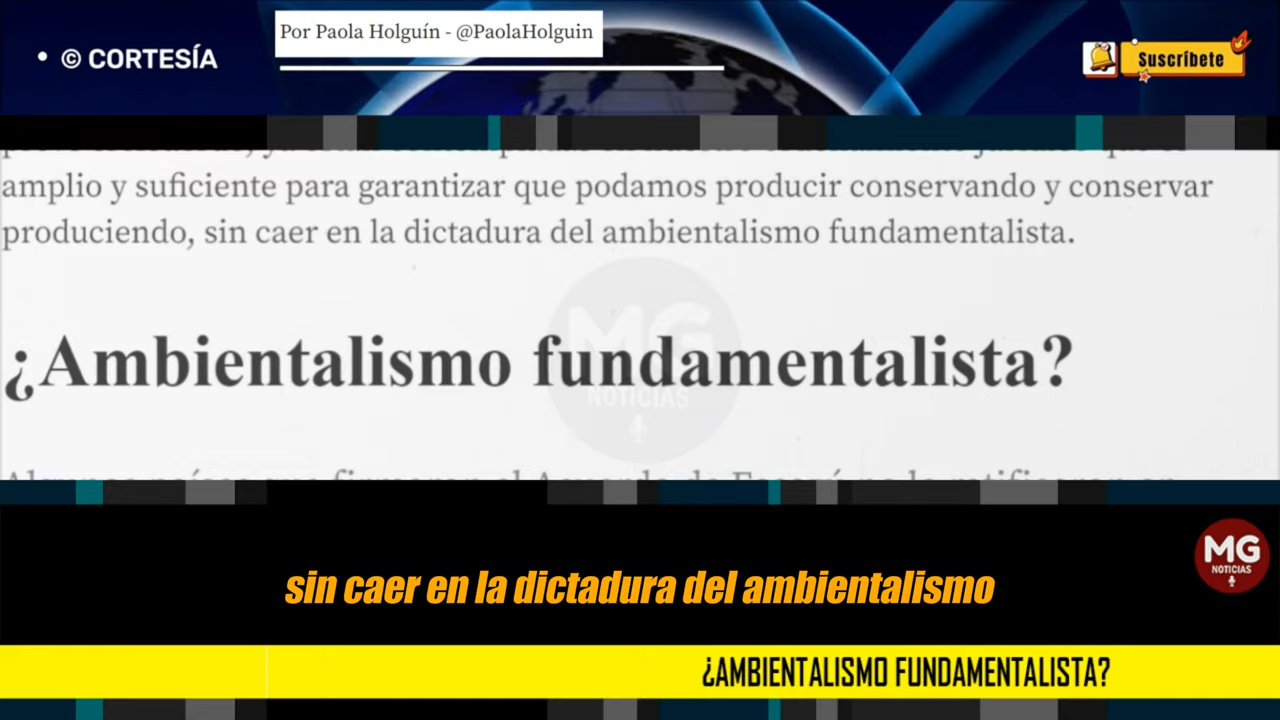 Por Paola Holguín - @PaolaHolguin
• © CORTESÍA
Suscríbete
amplio y suficiente para garantizar que podamos producir conservando y conservar
produciendo, sin caer en la dictadura del ambientalismo fundamentalista.
¿Ambientalismo fundamentalista?
MG
NOTICIAS
MG
NOTICIAS
sin caer en la dictadura del ambientalismo
¿AMBIENTALISMO FUNDAMENTALISTA?